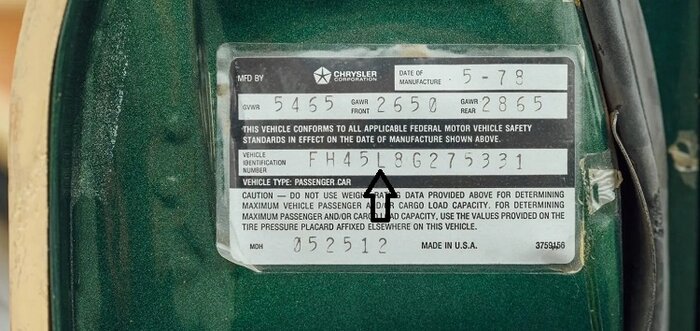 MFD BY CHRYSLER CORPORATION DATE OF MANUFACTURE 5-78
GVWR 5465 GAWR FRONT 2650 GAWR REAR 2865
THIS VEHICLE CONFORMS TO ALL APPLICABLE FEDERAL MOTOR VEHICLE SAFETY
STANDARDS IN EFFECT ON THE DATE OF MANUFACTURE SHOWN ABOVE.
VEHICLE IDENTIFICATION NUMBER FH45L8G275331
VEHICLE TYPE: PASSENGER CAR
CAUTION — DO NOT USE WEIGHT RATING DATA PROVIDED ABOVE FOR DETERMINING
MAXIMUM VEHICLE PASSENGER AND/OR CARGO LOAD CAPACITY. FOR DETERMINING
MAXIMUM PASSENGER AND/OR CARGO LOAD CAPACITY, USE THE VALUES PROVIDED ON
TIRE PRESSURE PLACARD AFFIXED ELSEWHERE ON THIS VEHICLE.
MDH 052512 MADE IN U.S.A. 3759156